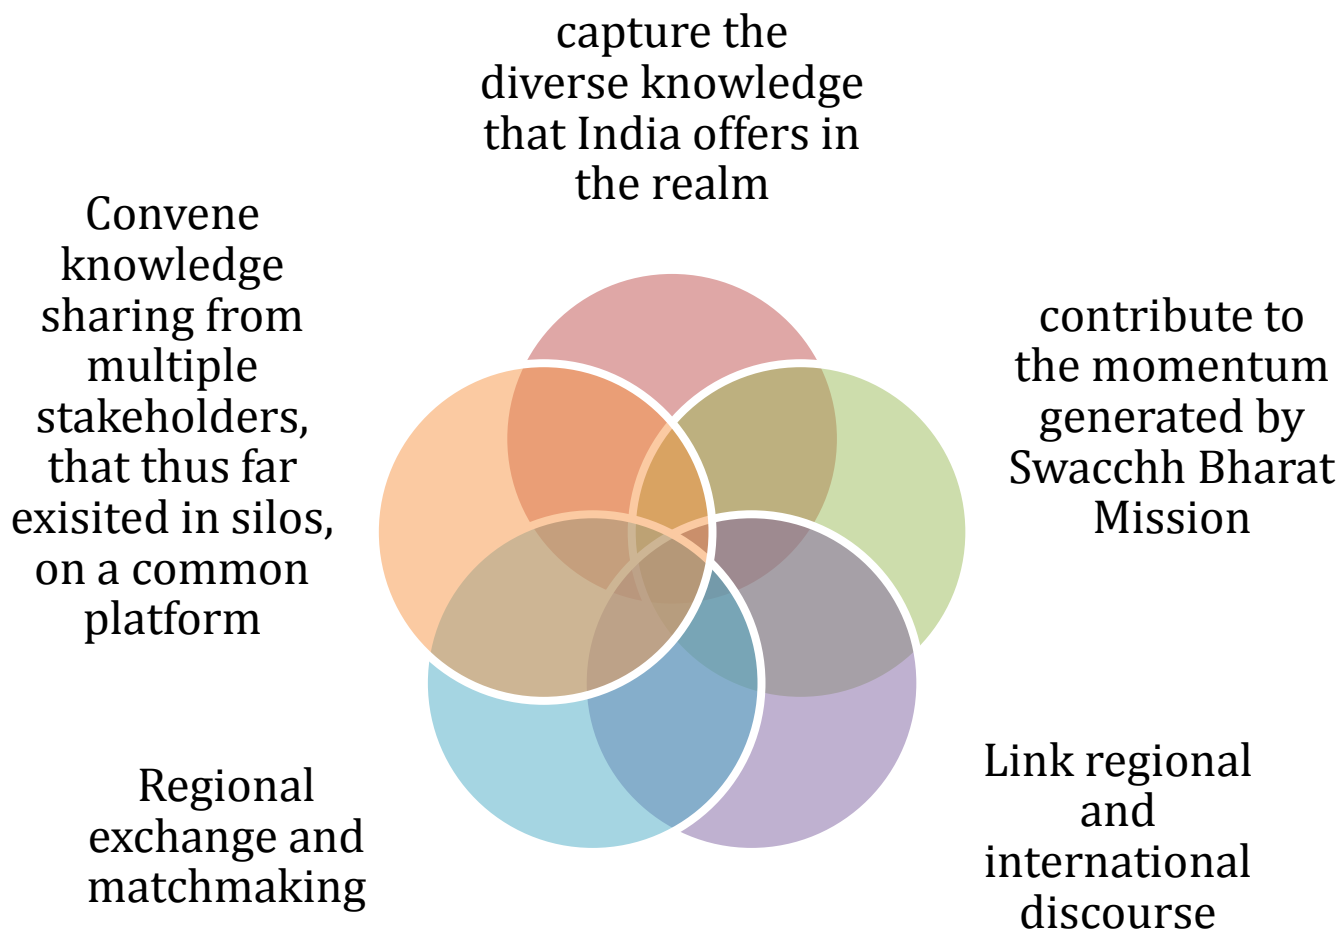 capture the
diverse knowledge
that India offers in
the realm
Convene
knowledge
sharing from
multiple
stakeholders,
that thus far
exisited in silos,
on a common
platform
contribute to
the momentum
generated by
Swacchh Bharat
Mission
Regional
exchange and
matchmaking
Link regional
and
international
discourse